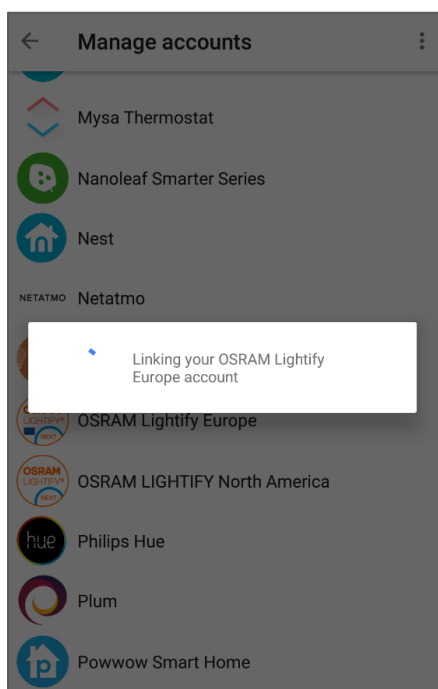 Manage accounts
Mysa Thermostat
Nanoleaf Smarter Series
Nest
NETATMO Netatmo
Linking your OSRAM Lightify
Europe account
LIGHTIFY
NEXT
OSRAM Lightify Europe
OSRAM
LIGHTIFY
NEXT
OSRAM LIGHTIFY North America
hue Philips Hue
Plum
p Powwow Smart Home